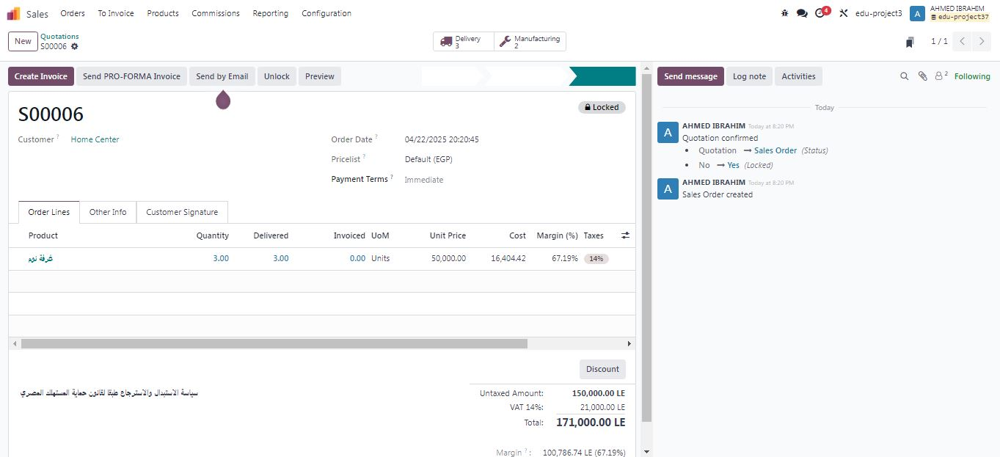 Sales Orders To Invoice Products Commissions Reporting Configuration
4 edu-project3 A AHMED IBRAHIM
edu-project37
New Quotations
S00006
Delivery
3
Manufacturing
2
1 / 1
Create Invoice Send PRO-FORMA Invoice Send by Email Unlock Preview
Send message Log note Activities 2 Following
S00006
Locked
Customer ? Home Center
Order Date ? 04/22/2025 20:20:45
Pricelist ? Default (EGP)
Payment Terms ? Immediate
Order Lines Other Info Customer Signature
Product Quantity Delivered Invoiced UoM Unit Price Cost Margin (%) Taxes
غرفة نوم 3.00 3.00 0.00 Units 50,000.00 16,404.42 67.19% 14%
Discount
سياسة الاستبدال والاسترجاع طبقا لقانون حماية المستهلك المصري
Untaxed Amount: 150,000.00 LE
VAT 14%: 21,000.00 LE
Total: 171,000.00 LE
Margin ? : 100,786.74 LE (67.19%)
Today
A AHMED IBRAHIM Today at 8:20 PM
Quotation confirmed
• Quotation → Sales Order (Status)
• No → Yes (Locked)
A AHMED IBRAHIM Today at 8:20 PM
Sales Order created